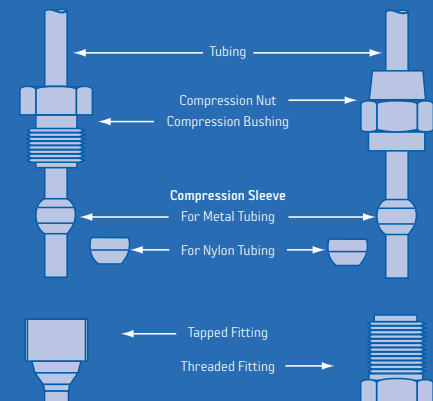 Tubing
Compression Nut
Compression Bushing
Compression Sleeve
For Metal Tubing
For Nylon Tubing
Tapped Fitting
Threaded Fitting